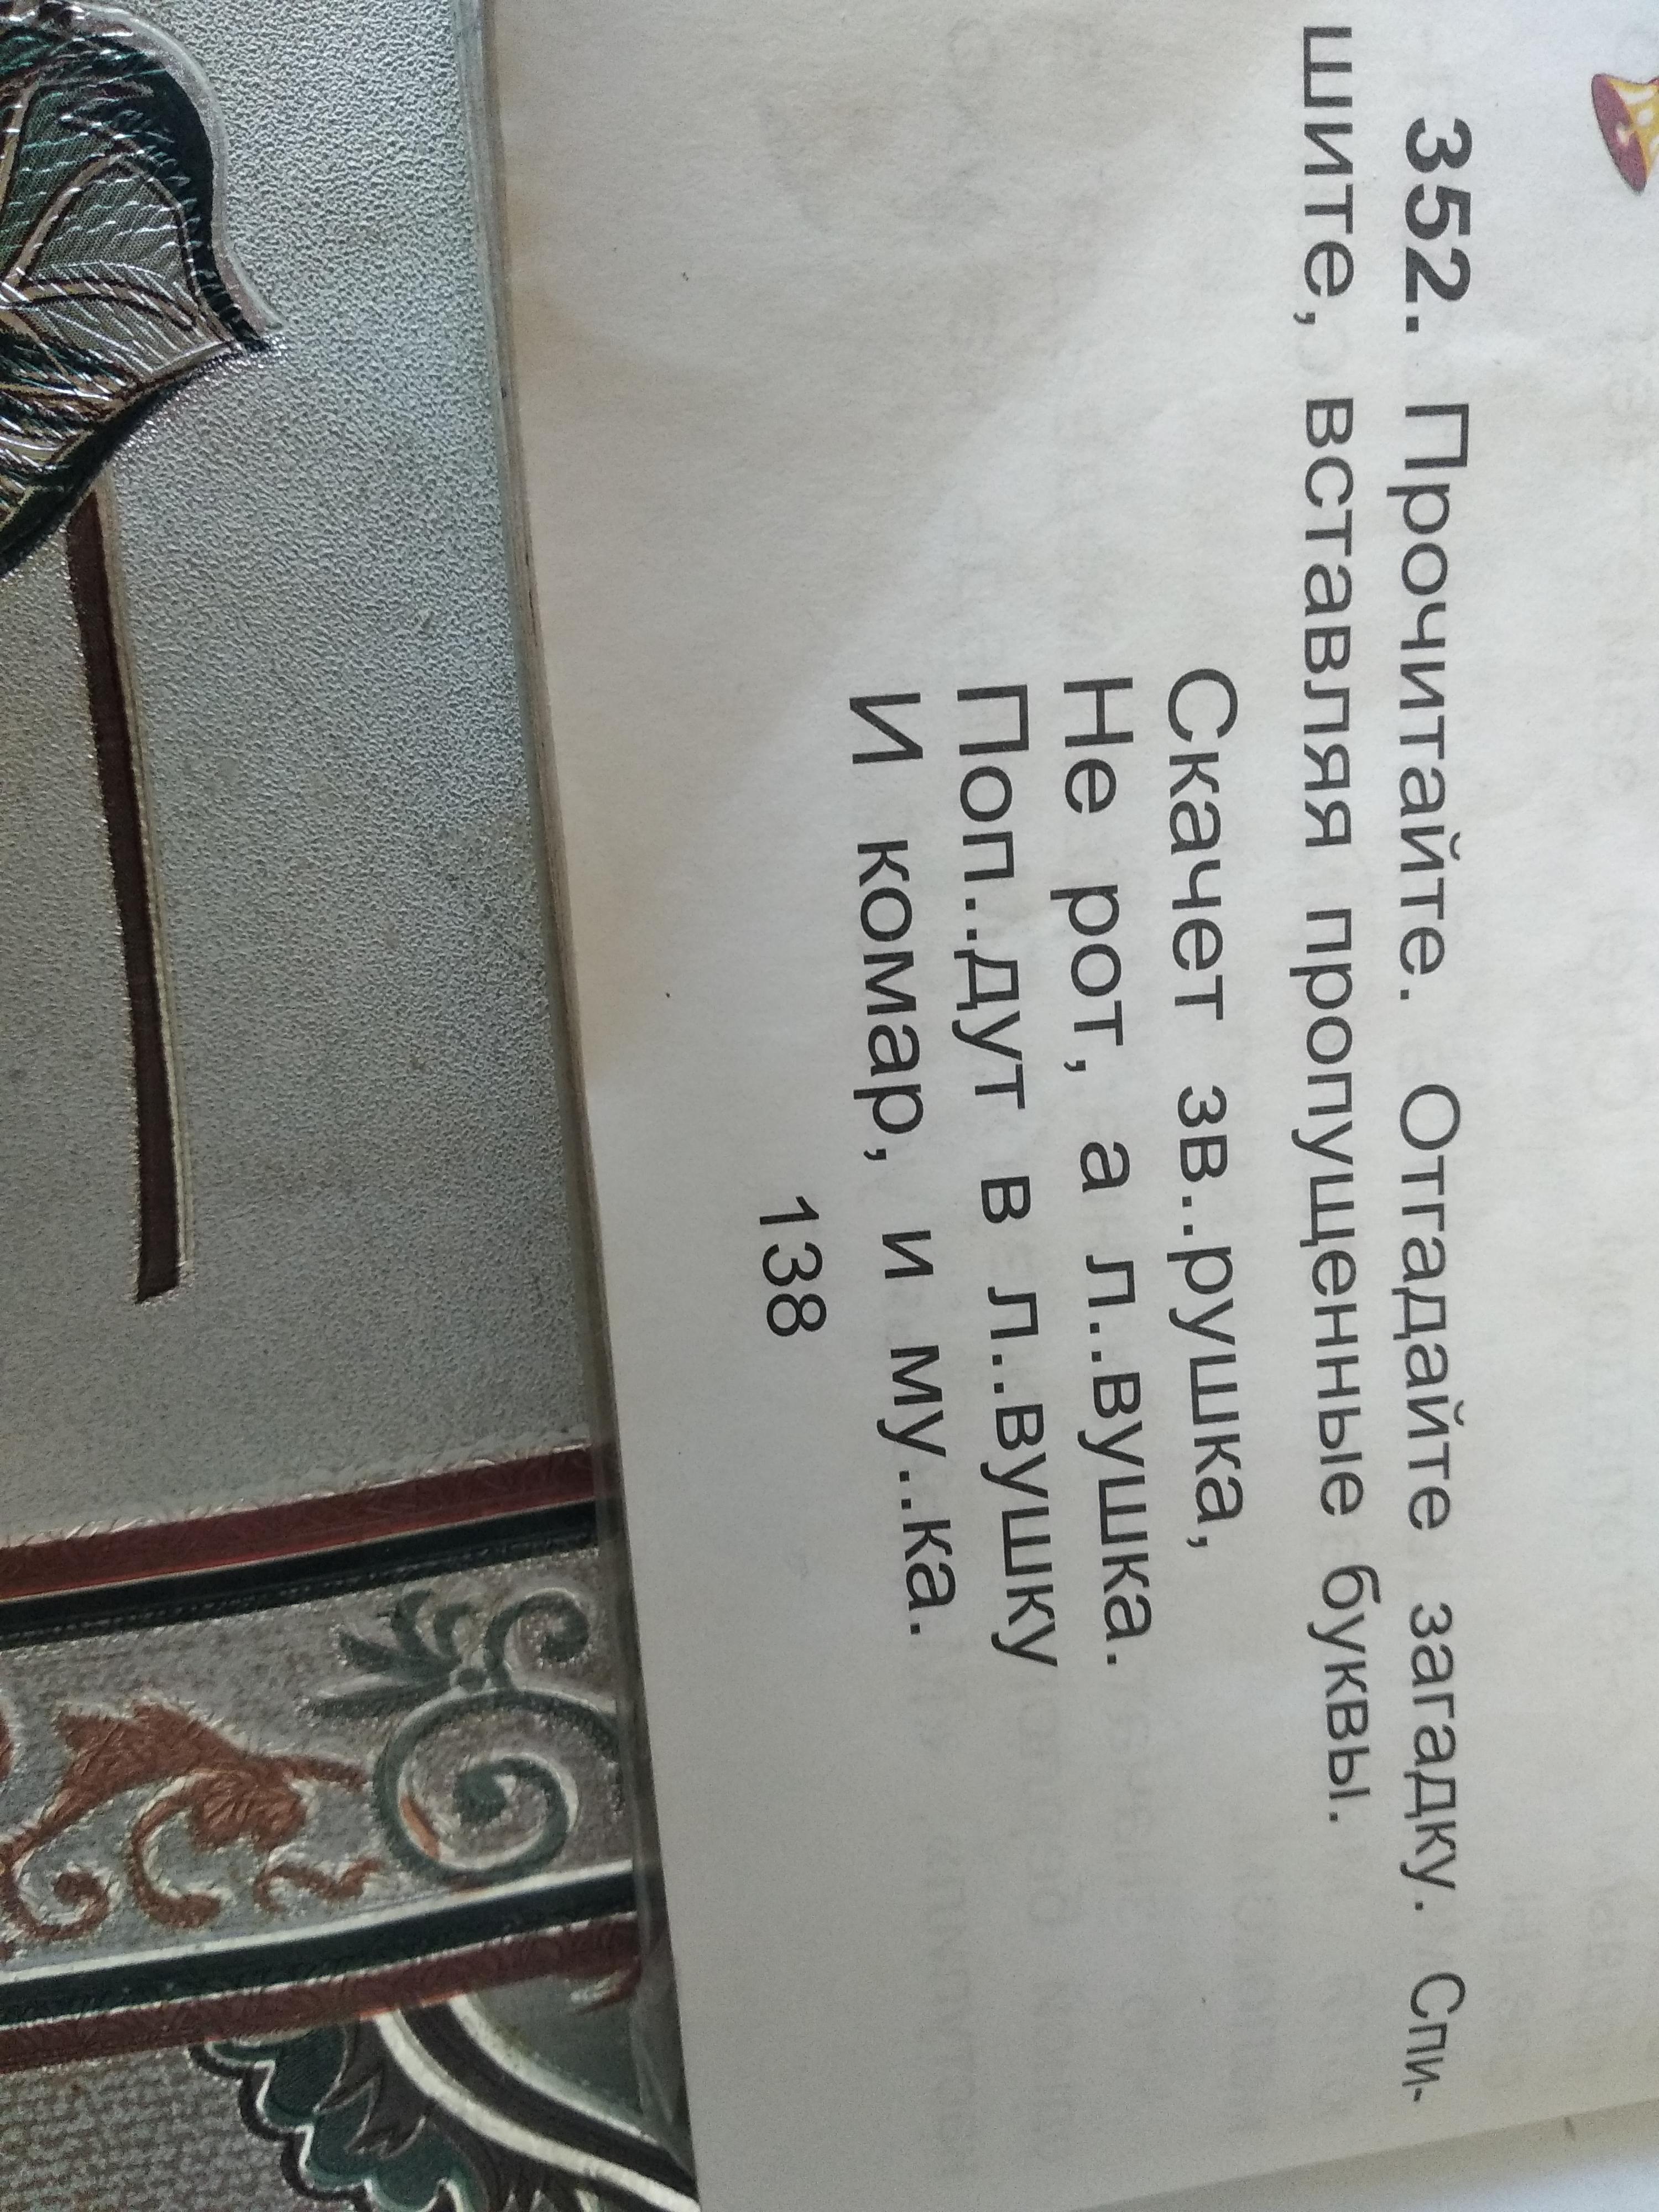 352. Прочитайте. Отгадайте загадку. Спи-
шите, вставляя пропущенные буквы.
Скачет зв..рушка,
Не рот, а л..вушка.
Поп..дут в л..вушку
И комар, и му..ка.
138